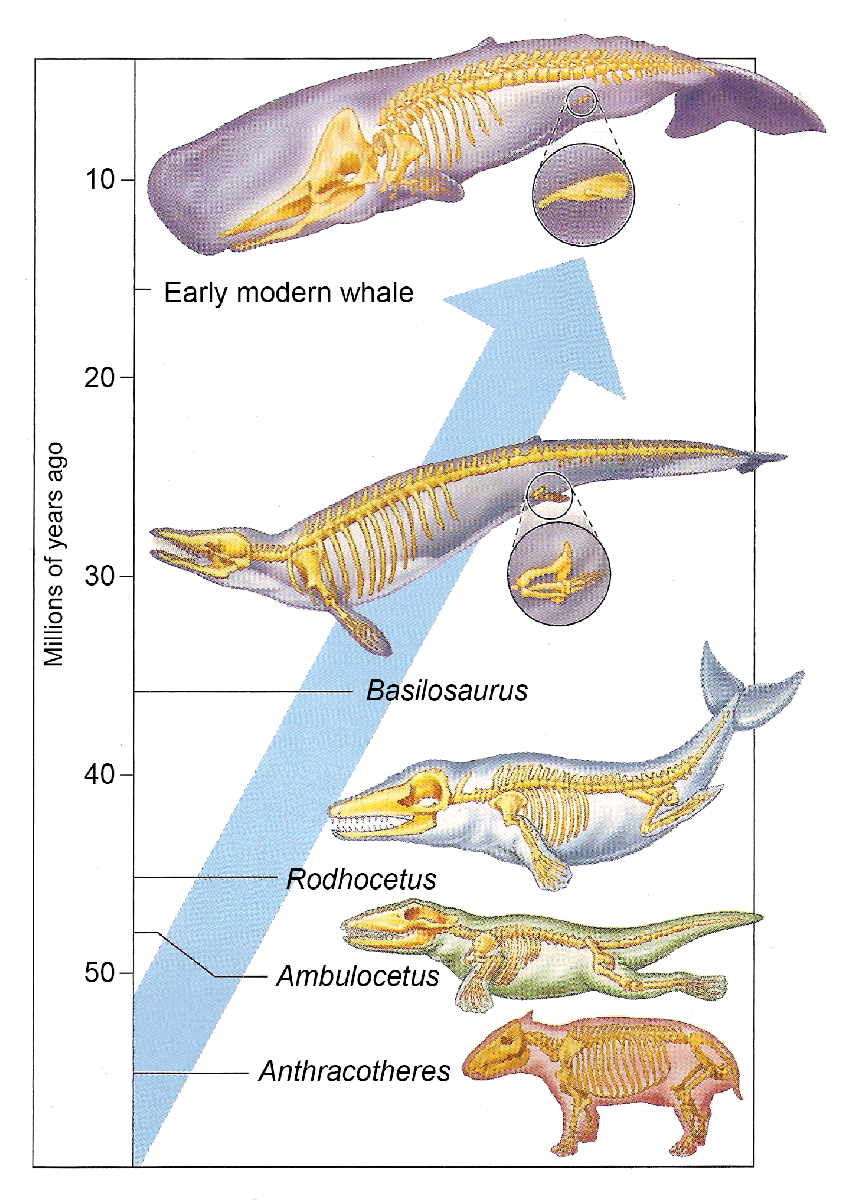 Millions of years ago
10
Early modern whale
20
30
Basilosaurus
40
Rodhocetus
Ambulocetus
50
Anthracotheres